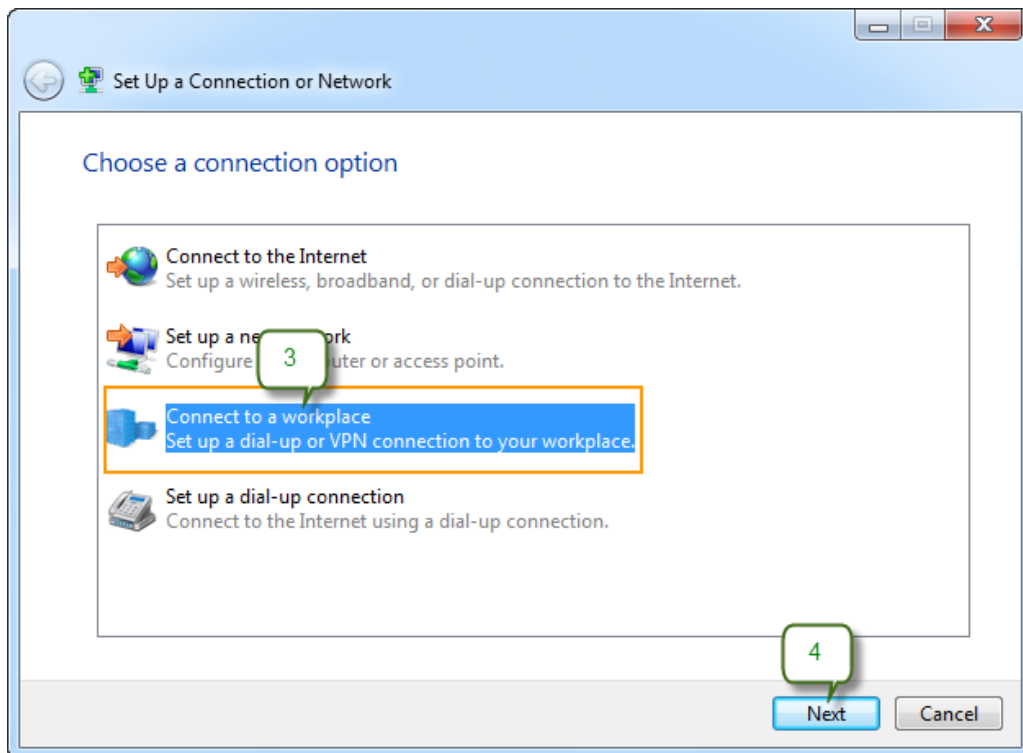 Set Up a Connection or Network
Choose a connection option
Connect to the Internet
Set up a wireless, broadband, or dial-up connection to the Internet.
Set up a ne ork
Configure uter or access point.
3
Connect to a workplace
Set up a dial-up or VPN connection to your workplace.
Set up a dial-up connection
Connect to the Internet using a dial-up connection.
4
Next Cancel